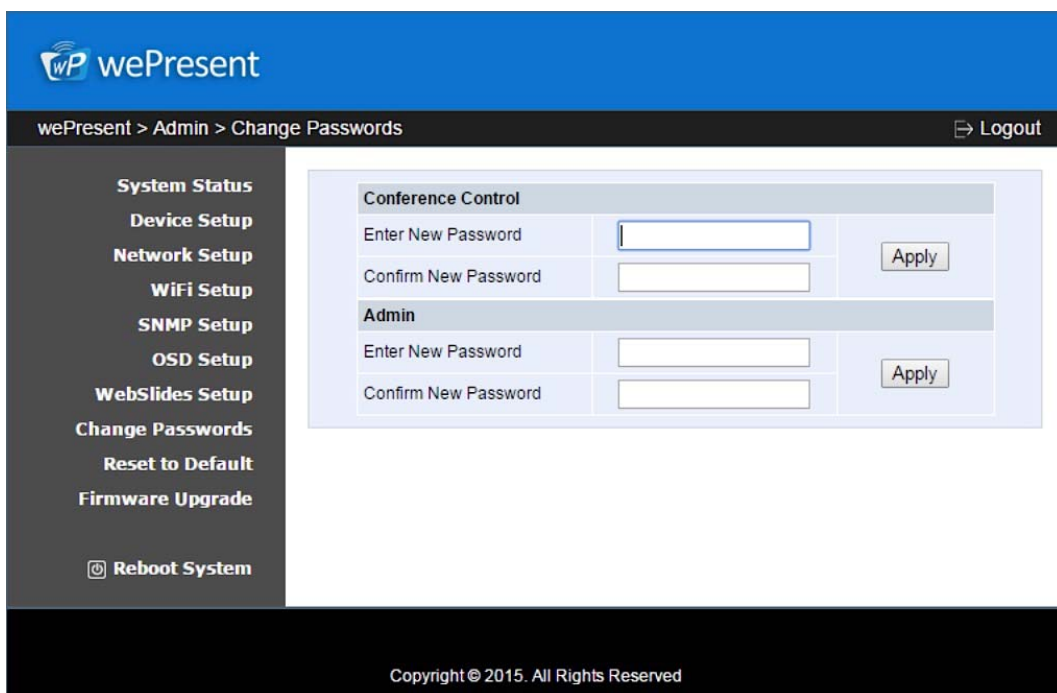 wP wePresent
wePresent > Admin > Change Passwords
Logout
System Status
Device Setup
Network Setup
WiFi Setup
SNMP Setup
OSD Setup
WebSlides Setup
Change Passwords
Reset to Default
Firmware Upgrade
Reboot System
Conference Control
Enter New Password
Confirm New Password
Apply
Admin
Enter New Password
Confirm New Password
Apply
Copyright © 2015. All Rights Reserved